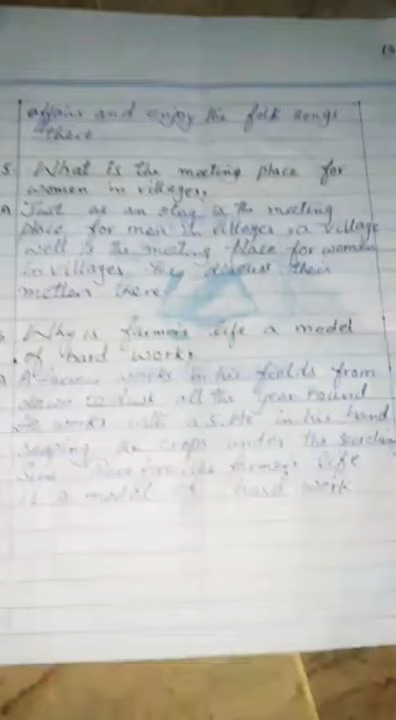 affairs and enjoy the folk songs
there
5. What is the meeting place for
women in villages.
Just as an otaq is the meeting
place for men in villages, a village
well is the meeting place for women
in villages. They discuss their
matters there.
Why is farmer's life a model
of hard work.
A farmer works in his fields from
dawn to dusk all the year round
works with a sickle in his hand
reaping the crops under the scorching
Sun. Therefore, farmer's life
is a model of hard work